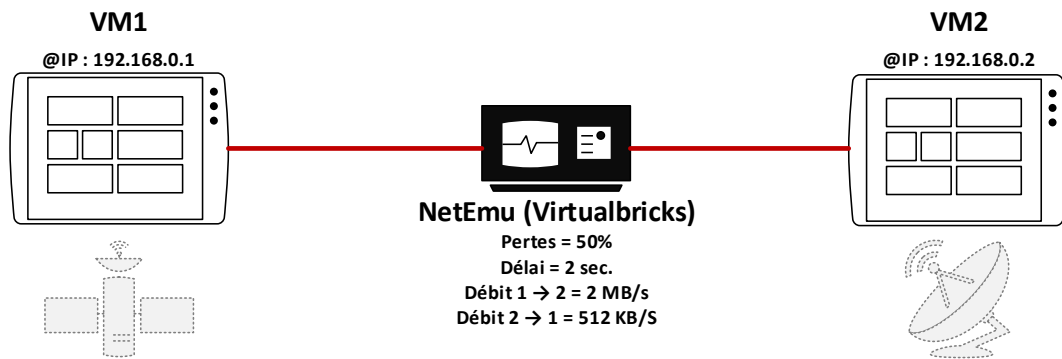 VM1
@IP : 192.168.0.1
VM2
@IP : 192.168.0.2
NetEmu (Virtualbricks)
Pertes = 50%
Délai = 2 sec.
Débit 1 → 2 = 2 MB/s
Débit 2 → 1 = 512 KB/S